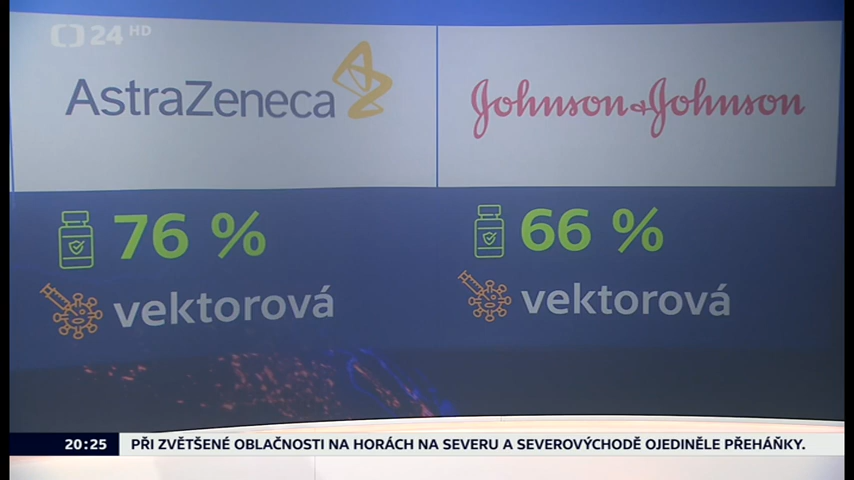 24 HD
AstraZeneca
Johnson & Johnson
76 %
66 %
vektorová
vektorová
20:25 PŘI ZVĚTŠENÉ OBLAČNOSTI NA HORÁCH NA SEVERU A SEVEROVÝCHODĚ OJEDINĚLE PŘEHÁŇKY.